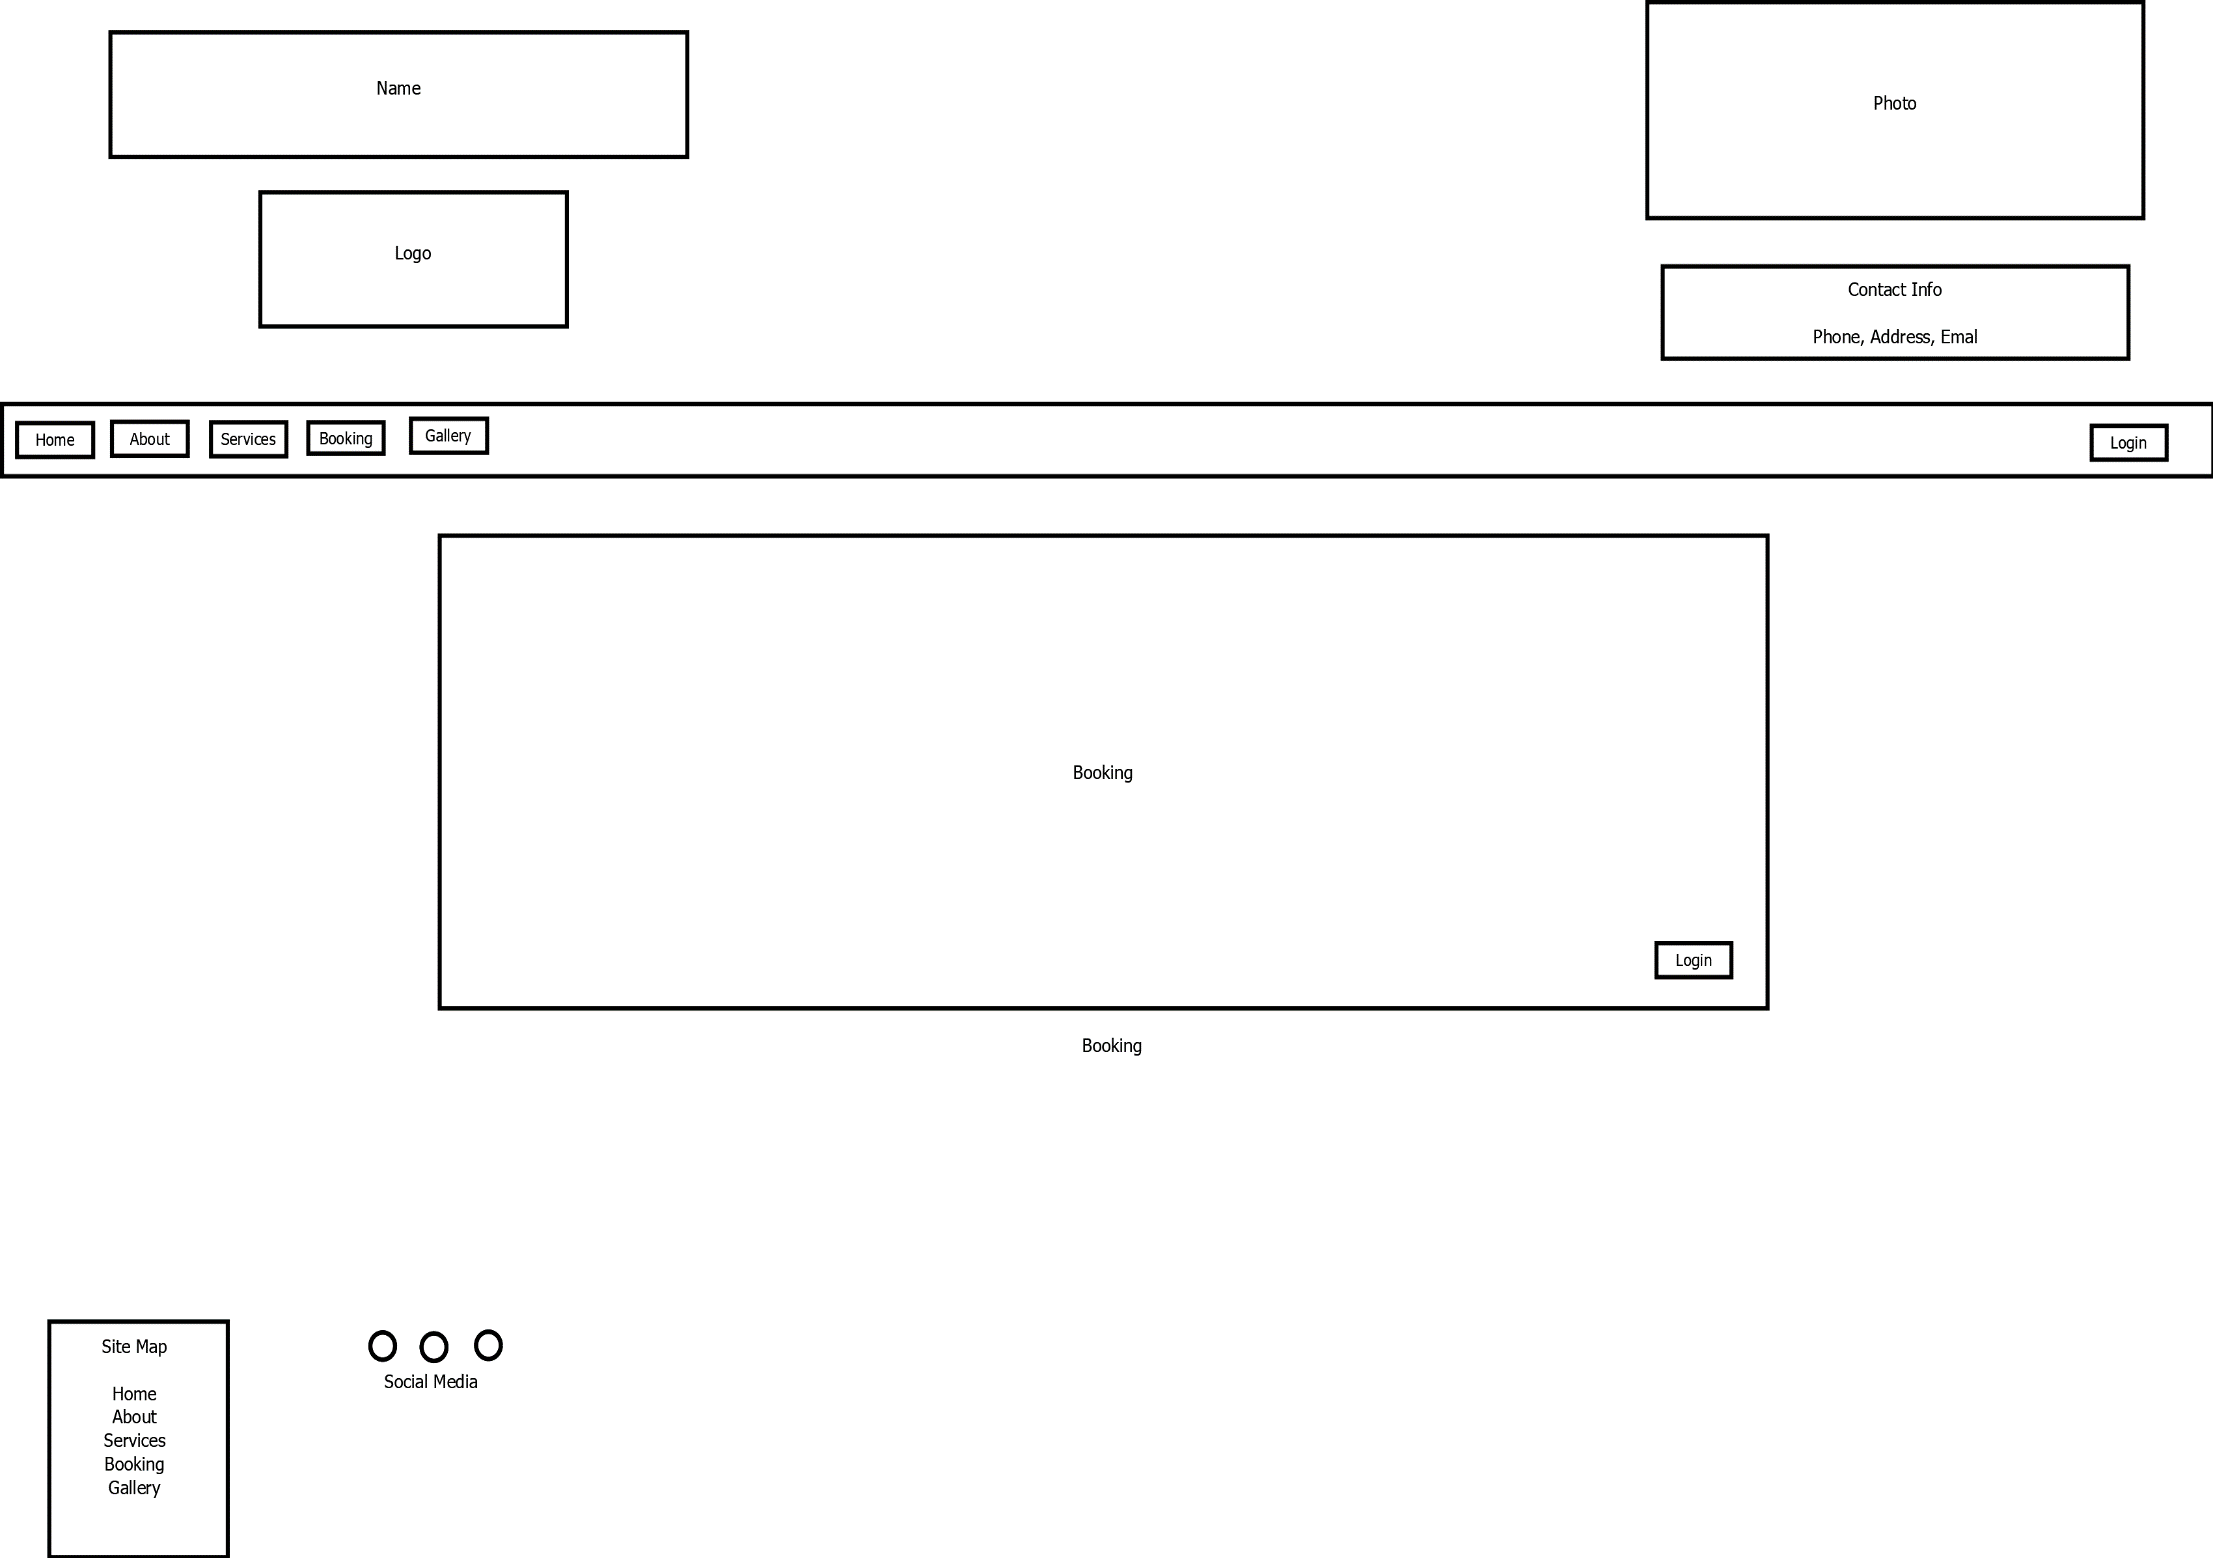 Name
Photo
Logo
Contact Info
Phone, Address, Emal
Home
About
Services
Booking
Gallery
Login
Booking
Login
Booking
Site Map
Home
About
Services
Booking
Gallery
Social Media